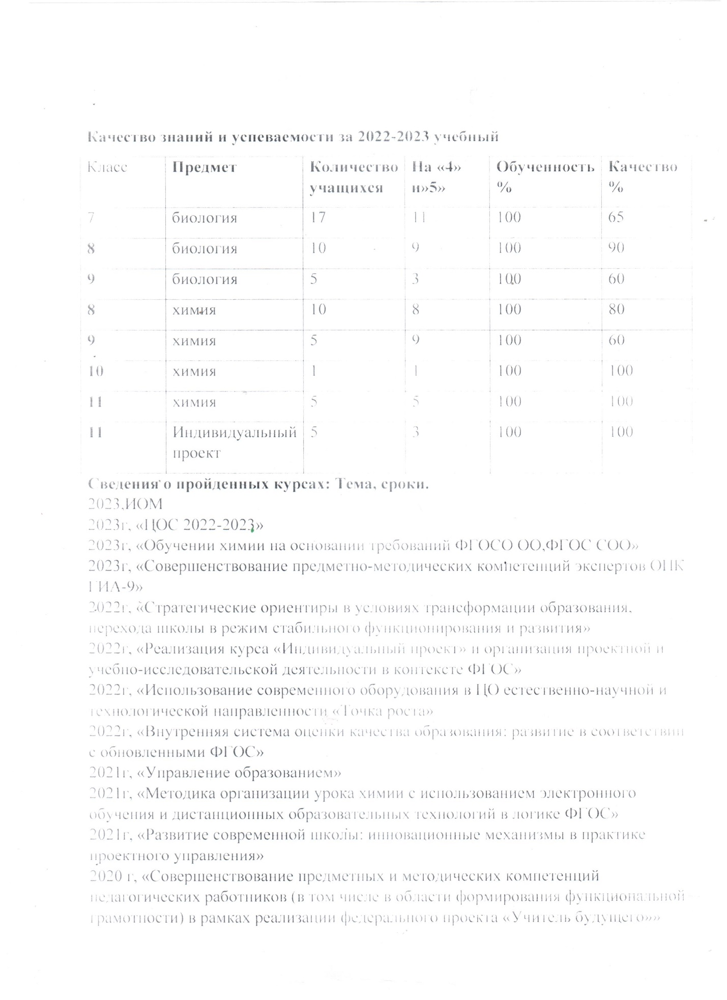 Качество знаний и успеваемости за 2022-2023 учебный
Класс Предмет Количество учащихся На «4» и»5» Обученность % Качество %
7 биология 17 11 100 65
8 биология 10 9 100 90
9 биология 5 3 100 60
8 химия 10 8 100 80
9 химия 5 9 100 60
10 химия 1 1 100 100
11 химия 5 5 100 100
11 Индивидуальный проект 5 3 100 100
Сведения о пройденных курсах: Тема, сроки.
2023,ИОМ
2023г, «ЦОС 2022-2023»
2023г, «Обучении химии на основании требований ФГОСО ОО,ФГОС СОО»
2023г, «Совершенствование предметно-методических компетенций экспертов ОПК
ГИА-9»
2022г, «Стратегические ориентиры в условиях трансформации образования,
перехода школы в режим стабильного функционирования и развития»
2022г, «Реализация курса «Индивидуальный проект» и организация проектной и
учебно-исследовательской деятельности в контексте ФГОС»
2022г, «Использование современного оборудования в ЦО естественно-научной и
технологической направленности «Точка роста»
2022г, «Внутренняя система оценки качества образования: развитие в соответствии
с обновленными ФГОС»
2021г, «Управление образованием»
2021г, «Методика организации урока химии с использованием электронного
обучения и дистанционных образовательных технологий в логике ФГОС»
2021г, «Развитие современной школы: инновационные механизмы в практике
проектного управления»
2020 г, «Совершенствование предметных и методических компетенций
педагогических работников (в том числе в области формирования функциональной
грамотности) в рамках реализации федерального проекта «Учитель будущего»»